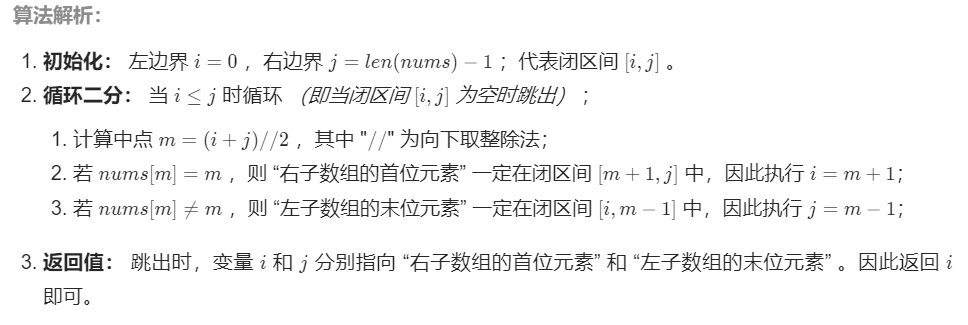 算法解析：
1. 初始化： 左边界 i = 0 ，右边界 j = len(nums) − 1 ；代表闭区间 [i, j] 。
2. 循环二分： 当 i ≤ j 时循环 （即当闭区间 [i, j] 为空时跳出） ；
1. 计算中点 m = (i + j)//2 ，其中 "//" 为向下取整除法；
2. 若 nums[m] = m ，则 “右子数组的首位元素” 一定在闭区间 [m + 1, j] 中，因此执行 i = m + 1；
3. 若 nums[m] ≠ m ，则 “左子数组的末位元素” 一定在闭区间 [i, m − 1] 中，因此执行 j = m − 1；
3. 返回值： 跳出时，变量 i 和 j 分别指向 “右子数组的首位元素” 和 “左子数组的末位元素” 。因此返回 i
即可。